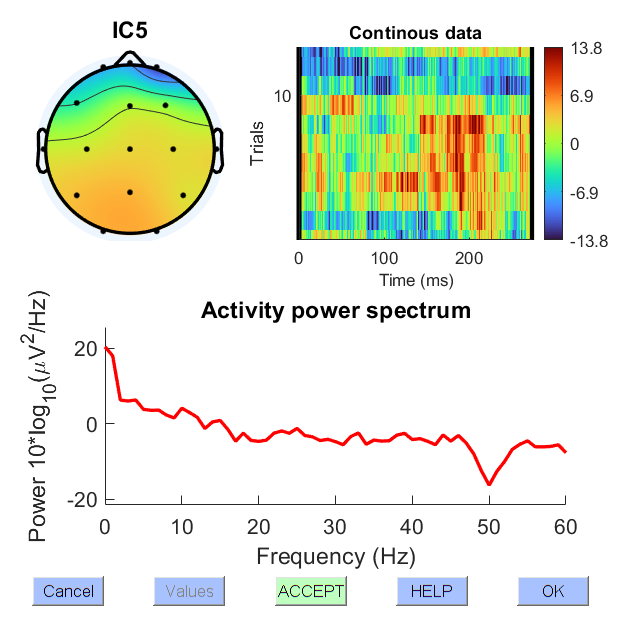 IC5
Continous data
10
Trials
0
100
200
Time (ms)
13.8
6.9
0
-6.9
-13.8
Activity power spectrum
Power 10*log10(μV2/Hz)
20
0
-20
0
10
20
30
40
50
60
Frequency (Hz)
Cancel
Values
ACCEPT
HELP
OK